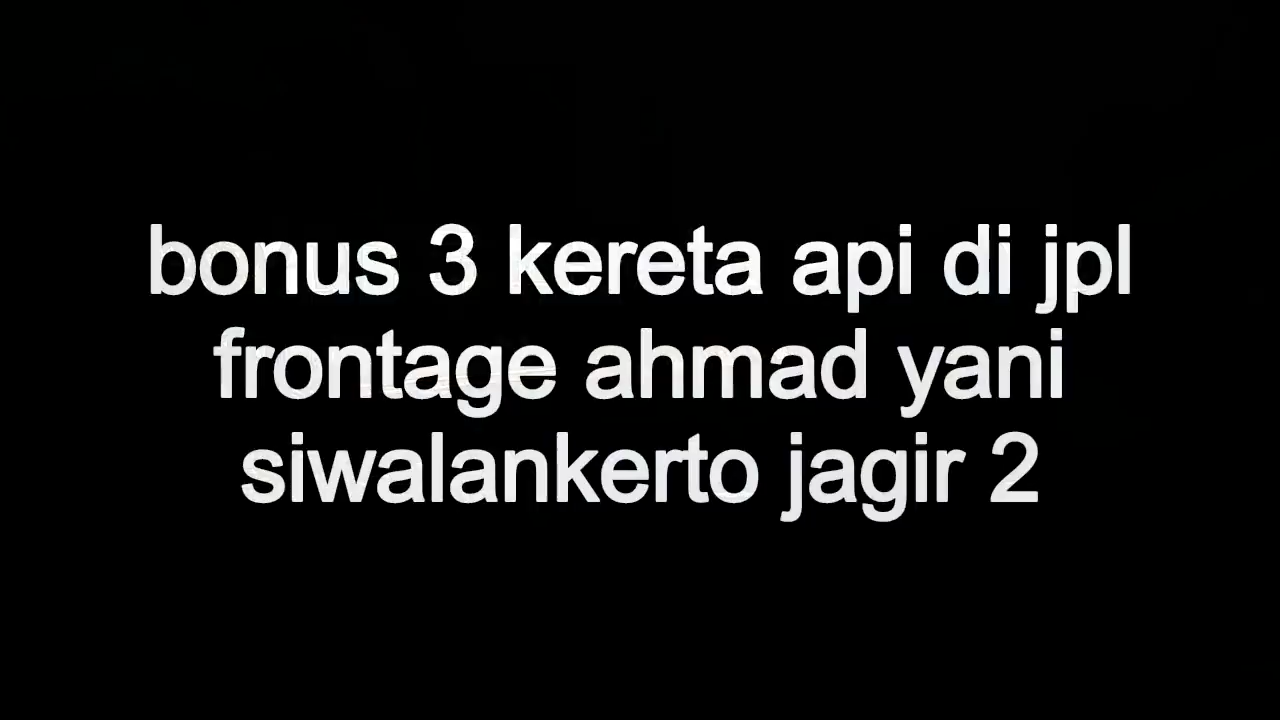 bonus 3 kereta api di jpl
frontage ahmad yani
siwalankerto jagir 2